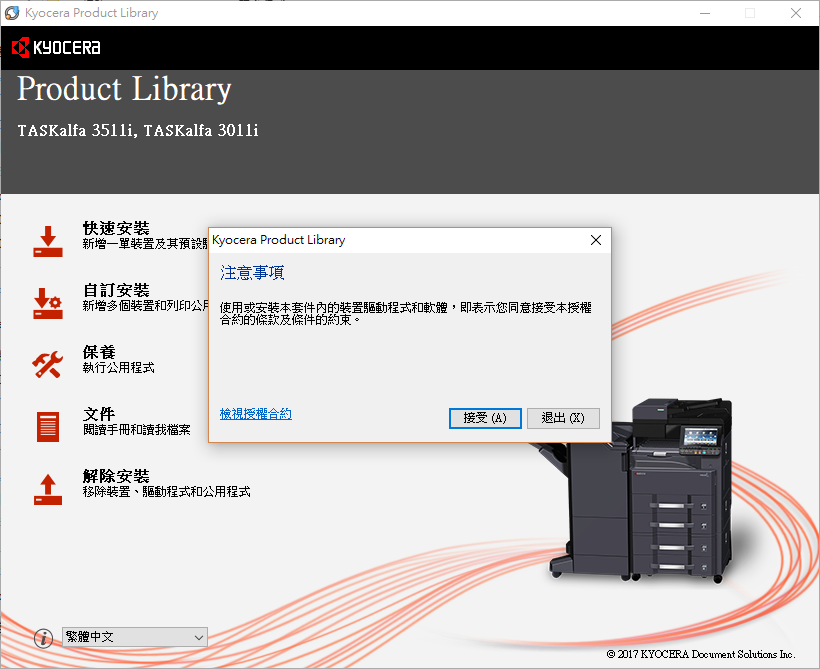 Kyocera Product Library
KYOCERA
Product Library
TASKalfa 3511i, TASKalfa 3011i
快速安裝
新增一單裝置及其預設
自訂安裝
新增多個裝置和列印公用
保養
執行公用程式
文件
閱讀手冊和讀我檔案
解除安裝
移除裝置、驅動程式和公用程式
Kyocera Product Library
注意事項
使用或安裝本套件內的裝置驅動程式和軟體，即表示您同意接受本授權
合約的條款及條件的約束。
檢視授權合約
接受 (A)
退出 (X)
繁體中文
© 2017 KYOCERA Document Solutions Inc.